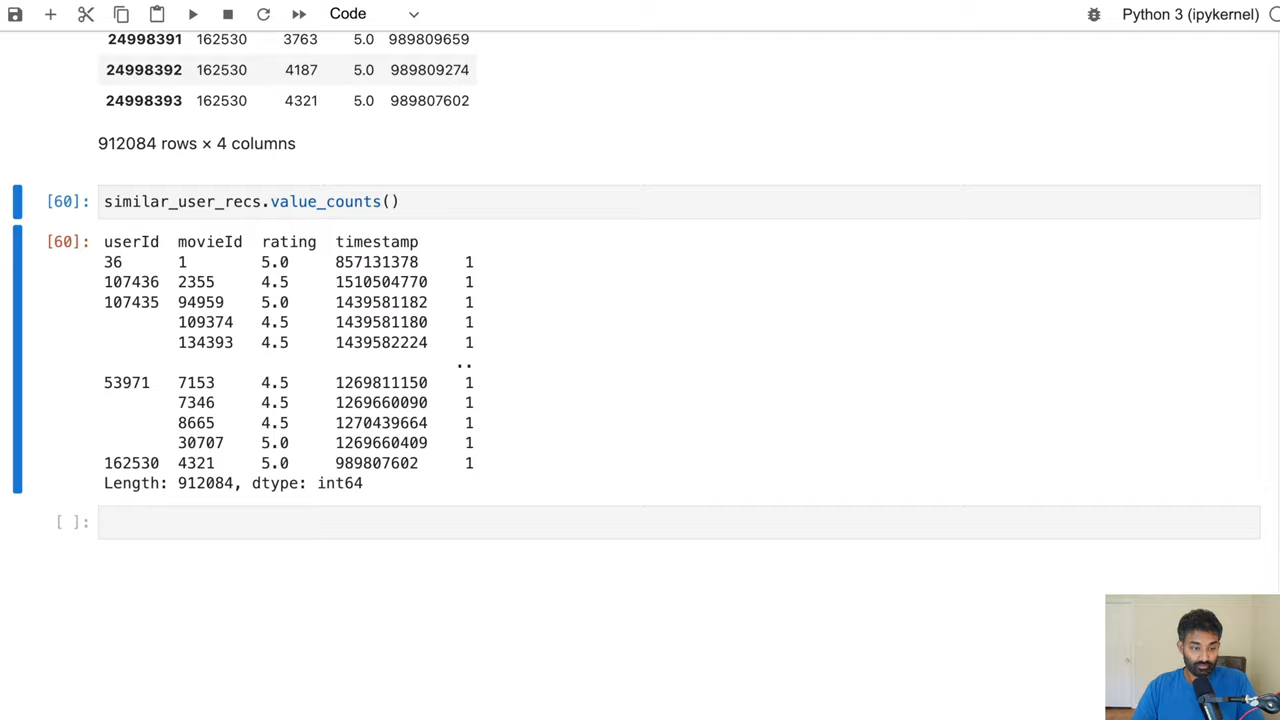 Code
Python 3 (ipykernel)
24998391 162530 3763 5.0 989809659
24998392 162530 4187 5.0 989809274
24998393 162530 4321 5.0 989807602
912084 rows × 4 columns
[60]: similar_user_recs.value_counts()
[60]: userId movieId rating timestamp
36 1 5.0 857131378 1
107436 2355 4.5 1510504770 1
107435 94959 5.0 1439581182 1
109374 4.5 1439581180 1
134393 4.5 1439582224 1
..
53971 7153 4.5 1269811150 1
7346 4.5 1269660090 1
8665 4.5 1270439664 1
30707 5.0 1269660409 1
162530 4321 5.0 989807602 1
Length: 912084, dtype: int64
[ ]: